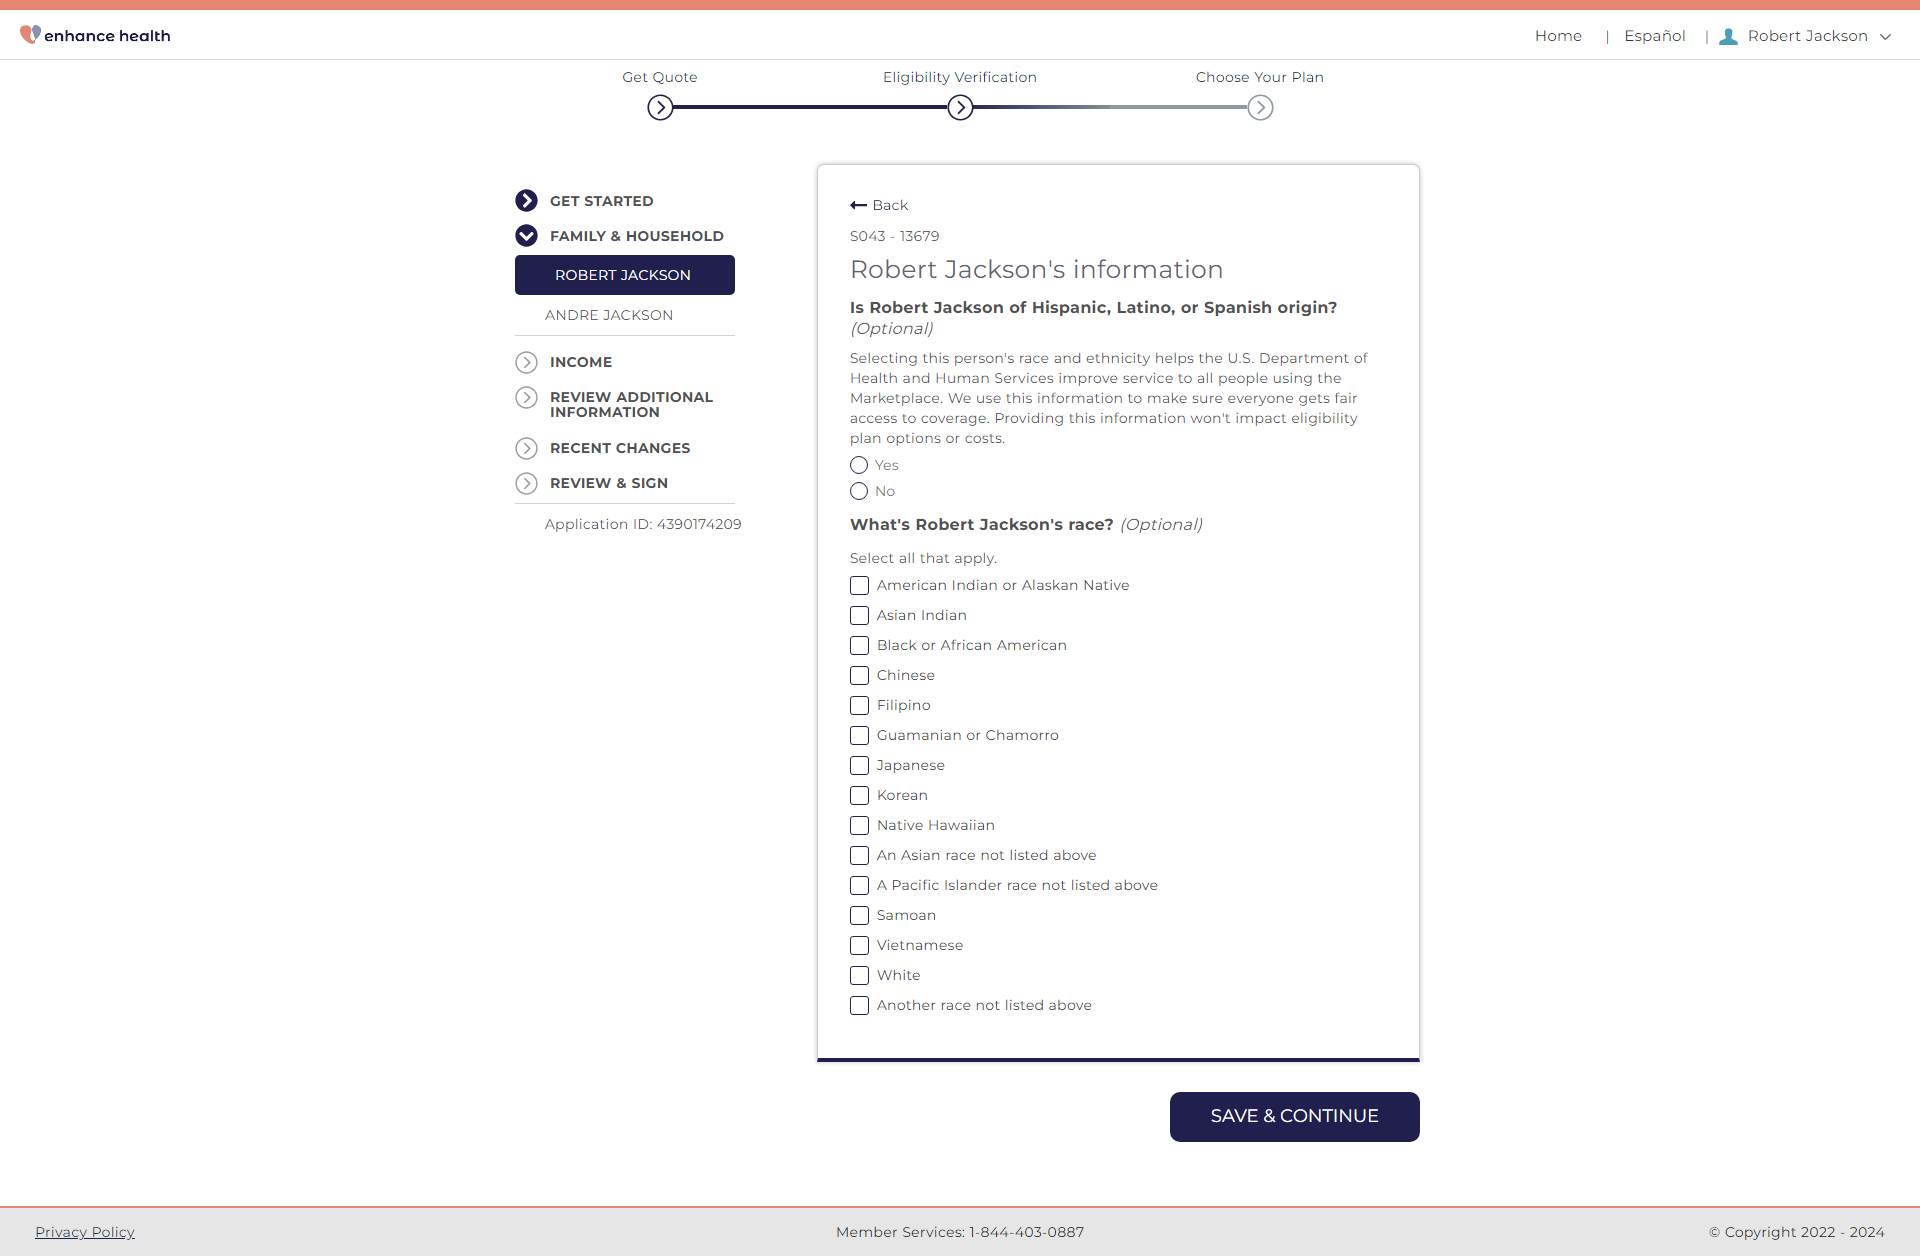 enhance health
Home | Español | Robert Jackson
Get Quote
Eligibility Verification
Choose Your Plan
GET STARTED
FAMILY & HOUSEHOLD
ROBERT JACKSON
ANDRE JACKSON
INCOME
REVIEW ADDITIONAL
INFORMATION
RECENT CHANGES
REVIEW & SIGN
Application ID: 4390174209
Back
S043 - 13679
Robert Jackson's information
Is Robert Jackson of Hispanic, Latino, or Spanish origin?
(Optional)
Selecting this person's race and ethnicity helps the U.S. Department of
Health and Human Services improve service to all people using the
Marketplace. We use this information to make sure everyone gets fair
access to coverage. Providing this information won't impact eligibility
plan options or costs.
Yes
No
What's Robert Jackson's race? (Optional)
Select all that apply.
American Indian or Alaskan Native
Asian Indian
Black or African American
Chinese
Filipino
Guamanian or Chamorro
Japanese
Korean
Native Hawaiian
An Asian race not listed above
A Pacific Islander race not listed above
Samoan
Vietnamese
White
Another race not listed above
SAVE & CONTINUE
Privacy Policy
Member Services: 1-844-403-0887
© Copyright 2022 - 2024